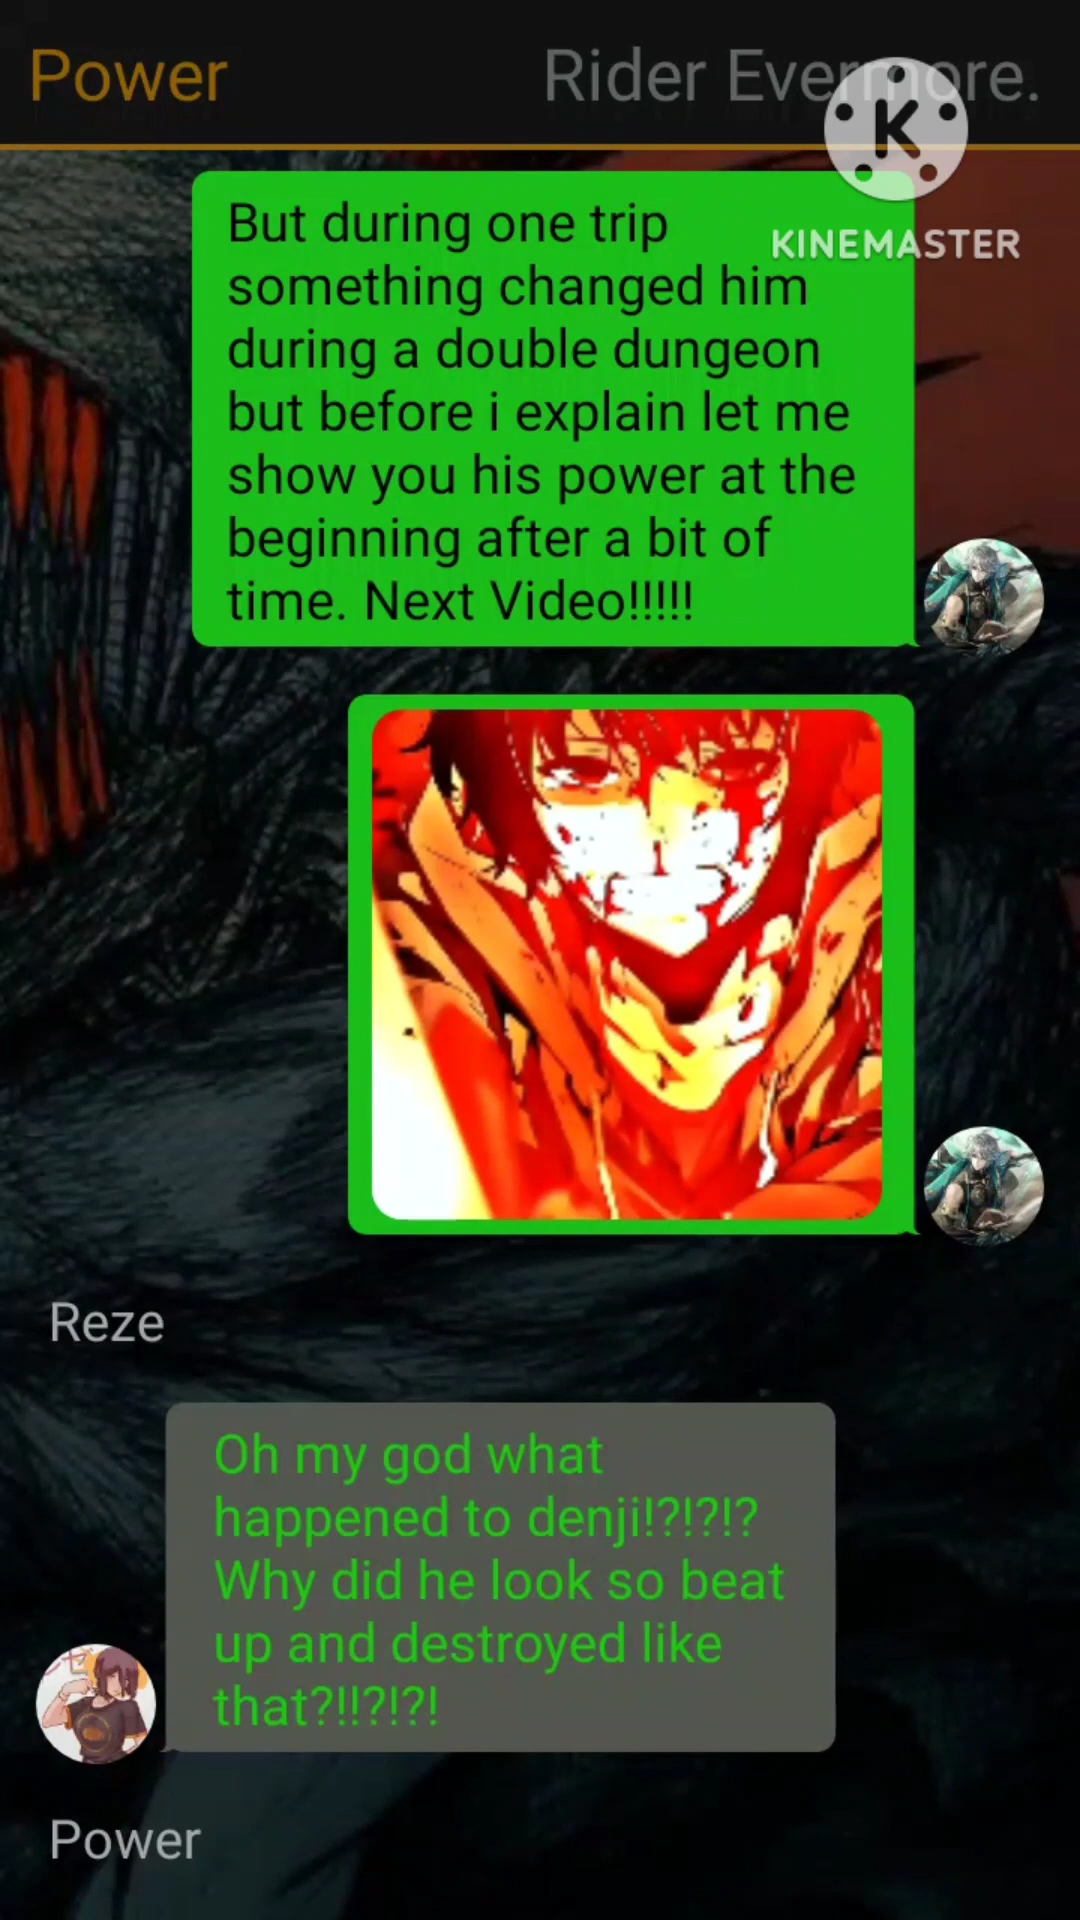 Power
Rider Evermore.
K
KINEMASTER
But during one trip
something changed him
during a double dungeon
but before i explain let me
show you his power at the
beginning after a bit of
time. Next Video!!!!!
Reze
Oh my god what
happened to denji!?!?!?
Why did he look so beat
up and destroyed like
that?!!?!?!
Power